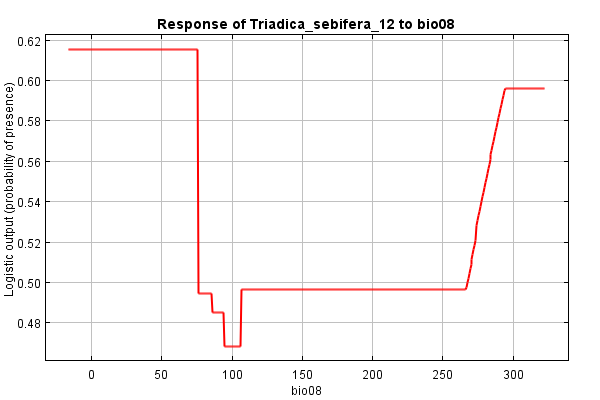 Response of Triadica_sebifera_12 to bio08
Logistic output (probability of presence)
0.62
0.60
0.58
0.56
0.54
0.52
0.50
0.48
0 50 100 150 200 250 300
bio08